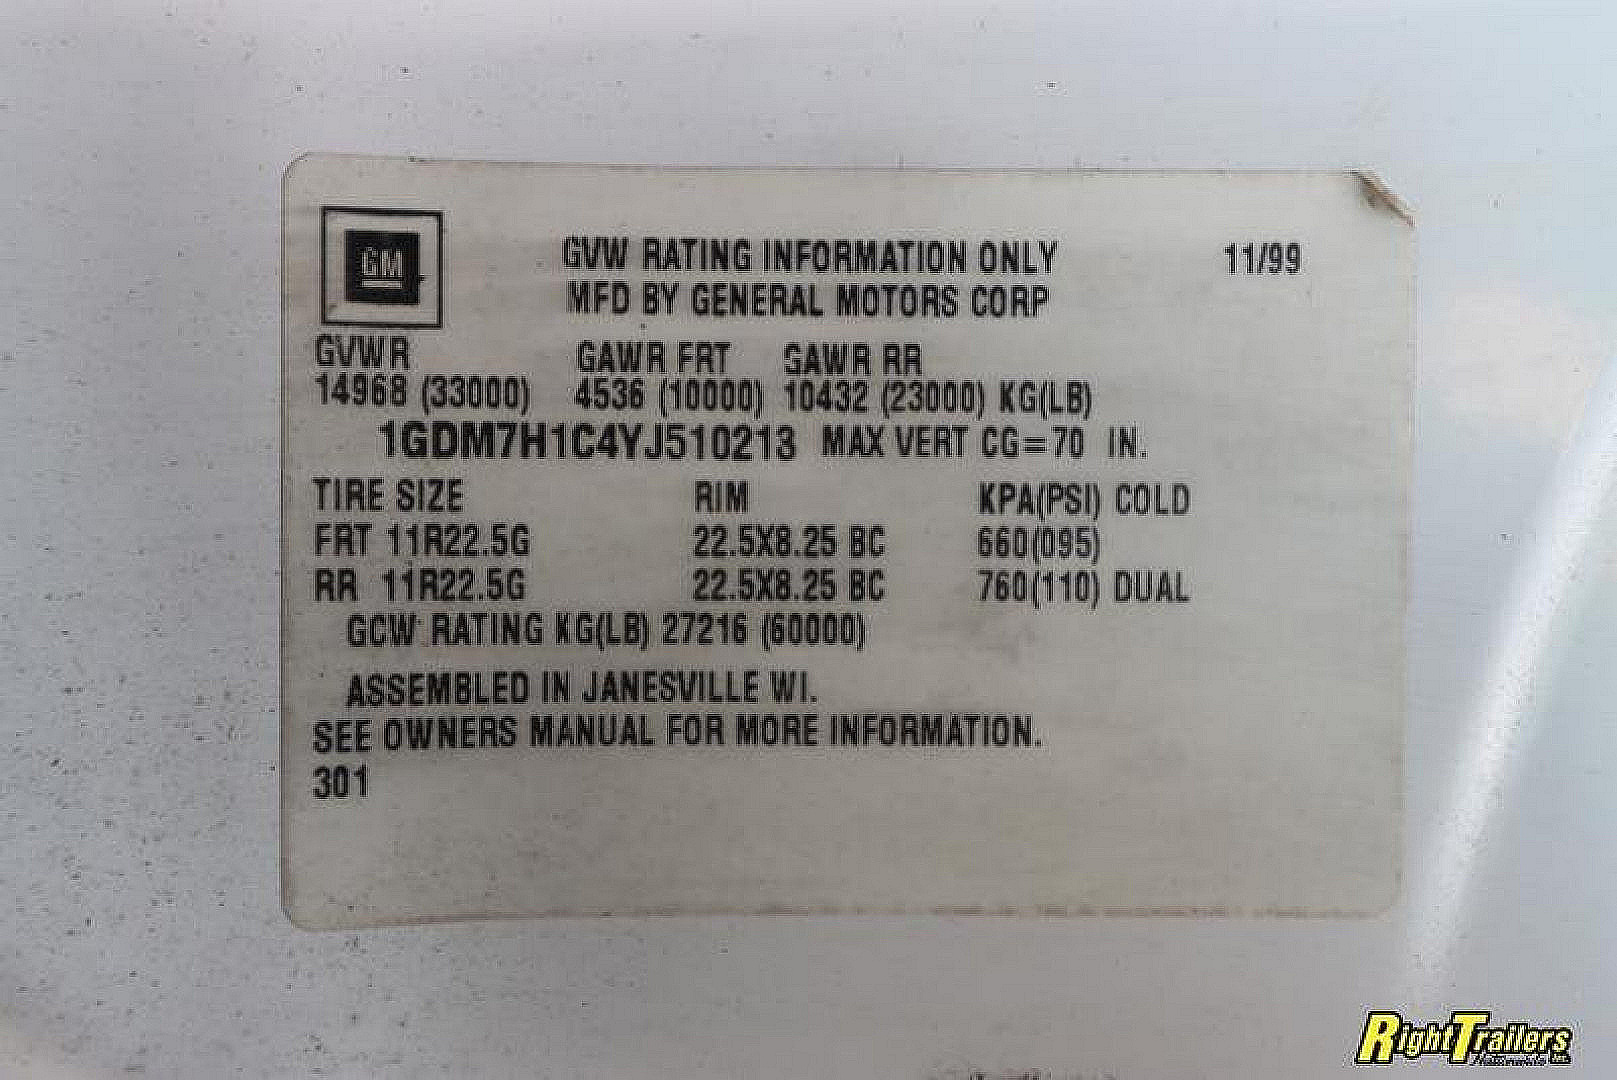 GM
GVW RATING INFORMATION ONLY 11/99
MFD BY GENERAL MOTORS CORP
GVWR GAWR FRT GAWR RR
14968 (33000) 4536 (10000) 10432 (23000) KG(LB)
1GDM7H1C4YJ510213 MAX VERT CG=70 IN.
TIRE SIZE RIM KPA(PSI) COLD
FRT 11R22.5G 22.5X8.25 BC 660(095)
RR 11R22.5G 22.5X8.25 BC 760(110) DUAL
GCW RATING KG(LB) 27216 (60000)
ASSEMBLED IN JANESVILLE WI.
SEE OWNERS MANUAL FOR MORE INFORMATION.
301
RightTrailers
Inc.